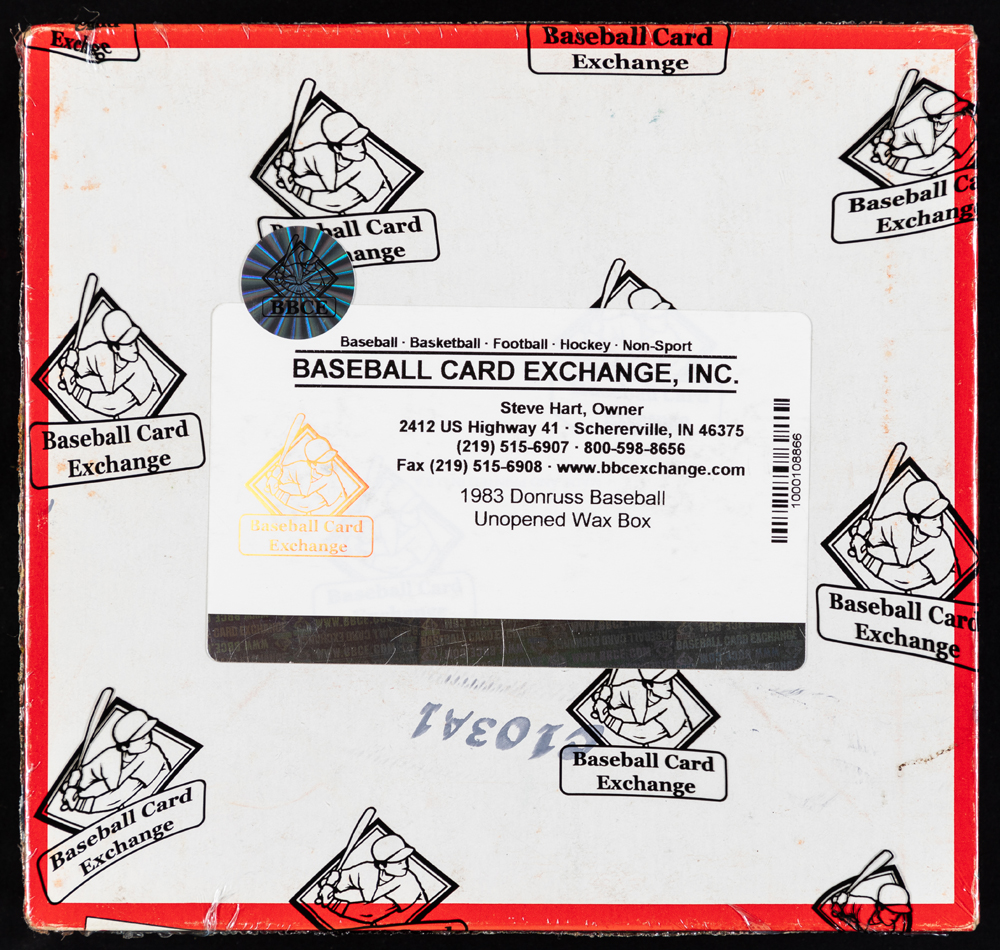 Exchange
Baseball Card
Exchange
Baseball Card
Exchange
Baseball Card
Exchange
BBCE
Baseball · Basketball · Football · Hockey · Non-Sport
BASEBALL CARD EXCHANGE, INC.
Steve Hart, Owner
2412 US Highway 41 · Schererville, IN 46375
(219) 515-6907 · 800-598-8656
Fax (219) 515-6908 · www.bbcexchange.com
1983 Donruss Baseball
Unopened Wax Box
1000108866
Baseball Card
Exchange
Baseball Card
Exchange
Baseball Card
Exchange
Baseball Card
Exchange
Baseball Card
Exchange